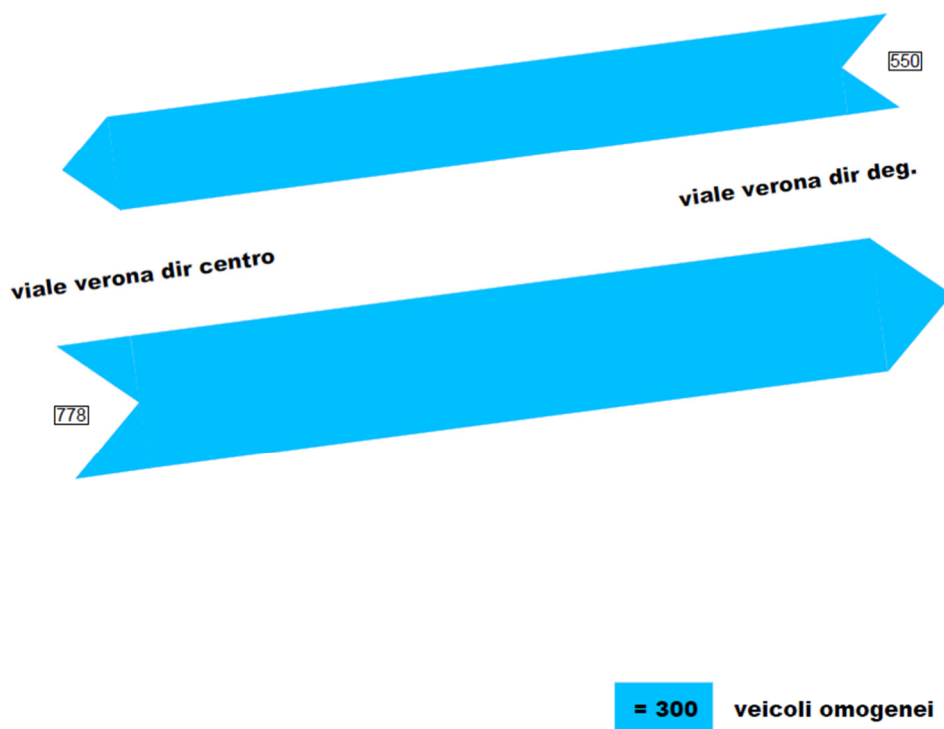 550
viale verona dir deg.
viale verona dir centro
778
= 300 veicoli omogenei